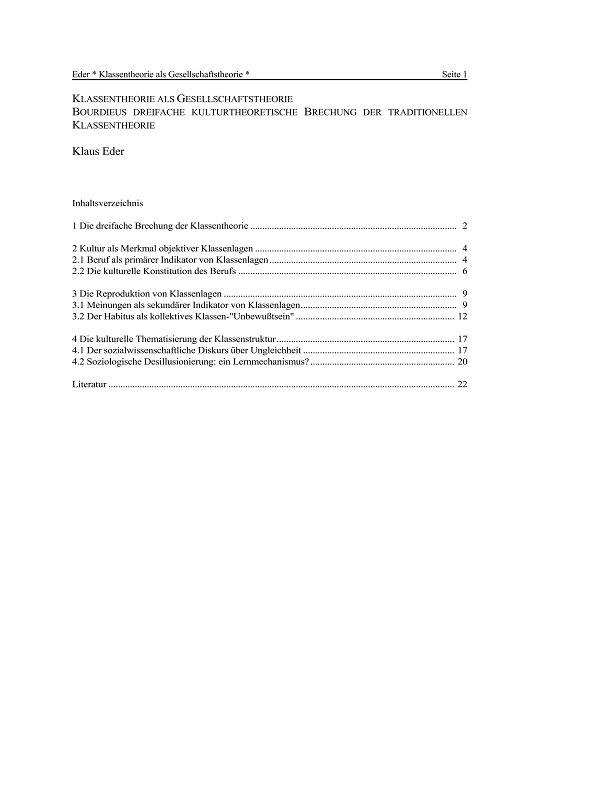 Eder * Klassentheorie als Gesellschaftstheorie * Seite 1
KLASSENTHEORIE ALS GESELLSCHAFTSTHEORIE
BOURDIEUS DREIFACHE KULTURTHEORETISCHE BRECHUNG DER TRADITIONELLEN
KLASSENTHEORIE
Klaus Eder
Inhaltsverzeichnis
1 Die dreifache Brechung der Klassentheorie ........ 2
2 Kultur als Merkmal objektiver Klassenlagen ........ 4
2.1 Beruf als primärer Indikator von Klassenlagen ........ 4
2.2 Die kulturelle Konstitution des Berufs ........ 6
3 Die Reproduktion von Klassenlagen ........ 9
3.1 Meinungen als sekundärer Indikator von Klassenlagen ........ 9
3.2 Der Habitus als kollektives Klassen-"Unbewußtsein" ........ 12
4 Die kulturelle Thematisierung der Klassenstruktur ........ 17
4.1 Der sozialwissenschaftliche Diskurs über Ungleichheit ........ 17
4.2 Soziologische Desillusionierung: ein Lernmechanismus? ........ 20
Literatur ........ 22